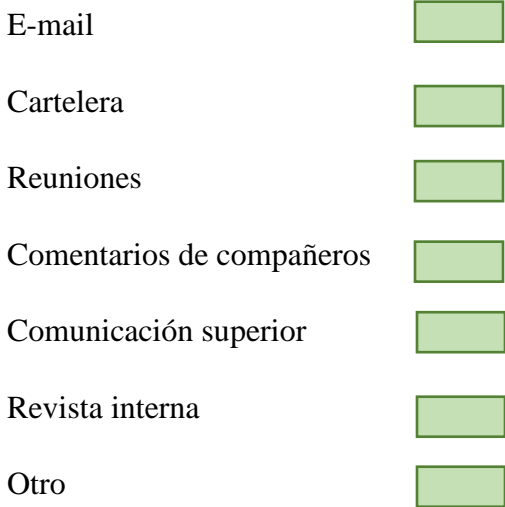 E-mail
Cartelera
Reuniones
Comentarios de compañeros
Comunicación superior
Revista interna
Otro